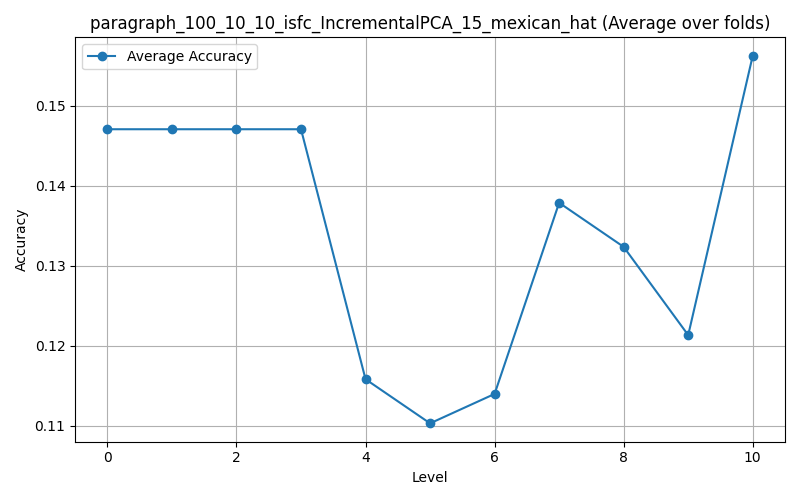 paragraph_100_10_10_isfc_IncrementalPCA_15_mexican_hat (Average over folds)
Average Accuracy
0.15
0.14
0.13
0.12
0.11
Accuracy
0 2 4 6 8 10
Level